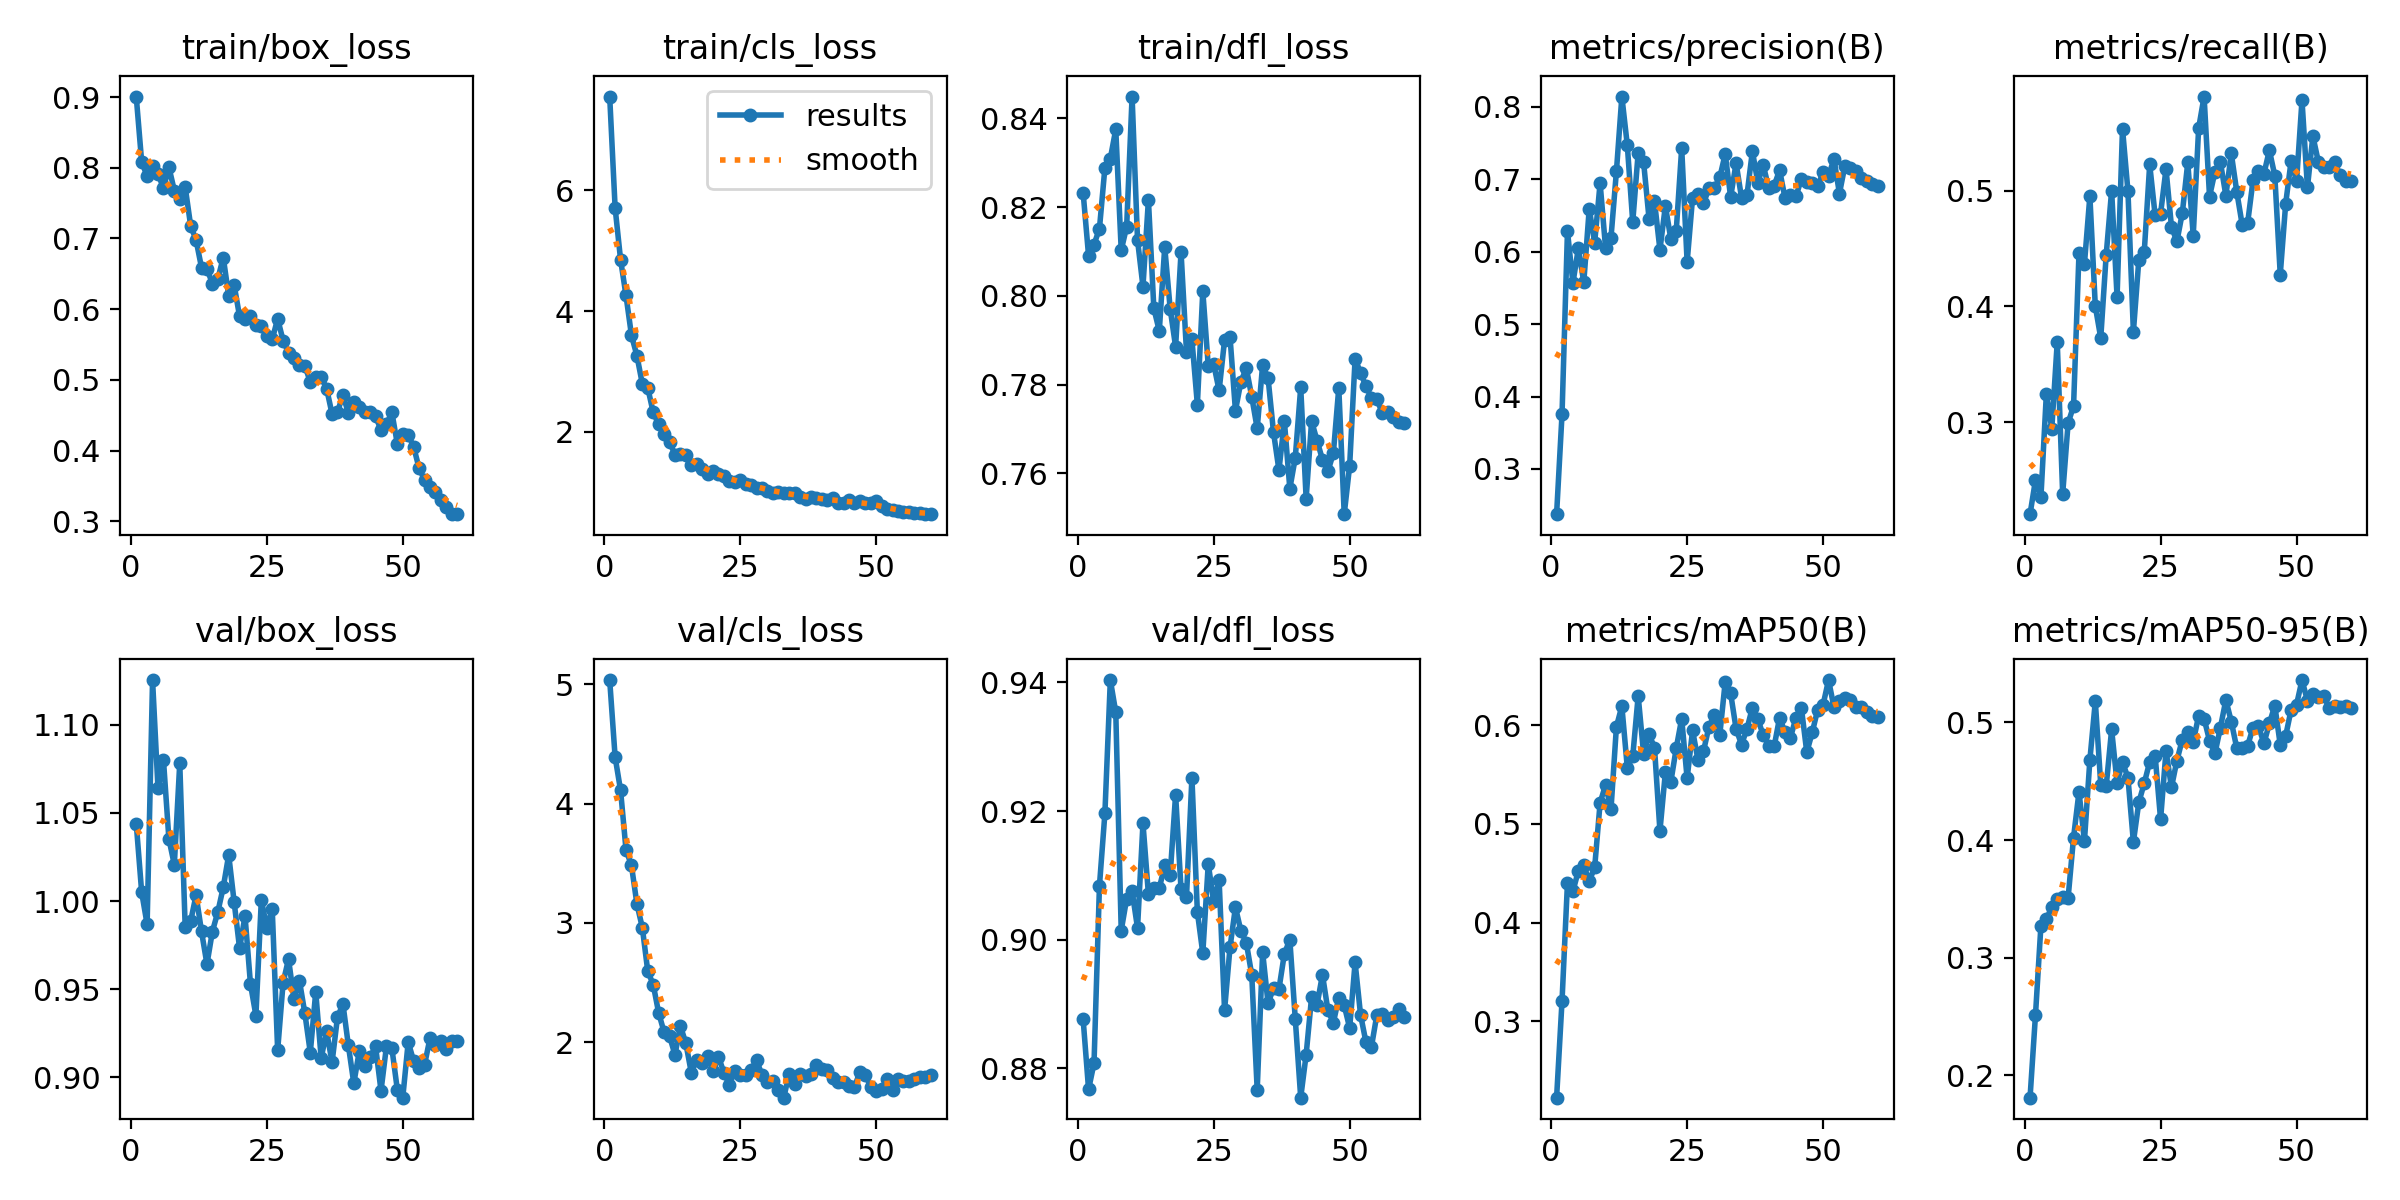 train/box_loss
train/cls_loss
train/dfl_loss
metrics/precision(B)
metrics/recall(B)
results
smooth
0.9
0.8
0.7
0.6
0.5
0.4
0.3
0 25 50
6
4
2
0 25 50
0.84
0.82
0.80
0.78
0.76
0 25 50
0.8
0.7
0.6
0.5
0.4
0.3
0 25 50
0.5
0.4
0.3
0 25 50
val/box_loss
val/cls_loss
val/dfl_loss
metrics/mAP50(B)
metrics/mAP50-95(B)
1.10
1.05
1.00
0.95
0.90
0 25 50
5
4
3
2
0 25 50
0.94
0.92
0.90
0.88
0 25 50
0.6
0.5
0.4
0.3
0 25 50
0.5
0.4
0.3
0.2
0 25 50